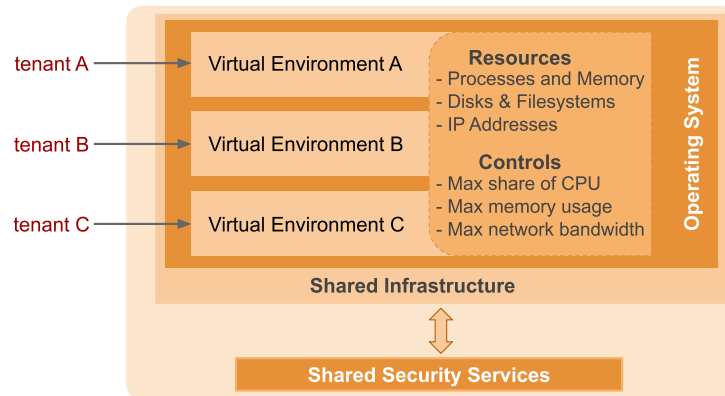 tenant A
Virtual Environment A
tenant B
Virtual Environment B
tenant C
Virtual Environment C
Resources
- Processes and Memory
- Disks & Filesystems
- IP Addresses
Controls
- Max share of CPU
- Max memory usage
- Max network bandwidth
Operating System
Shared Infrastructure
Shared Security Services